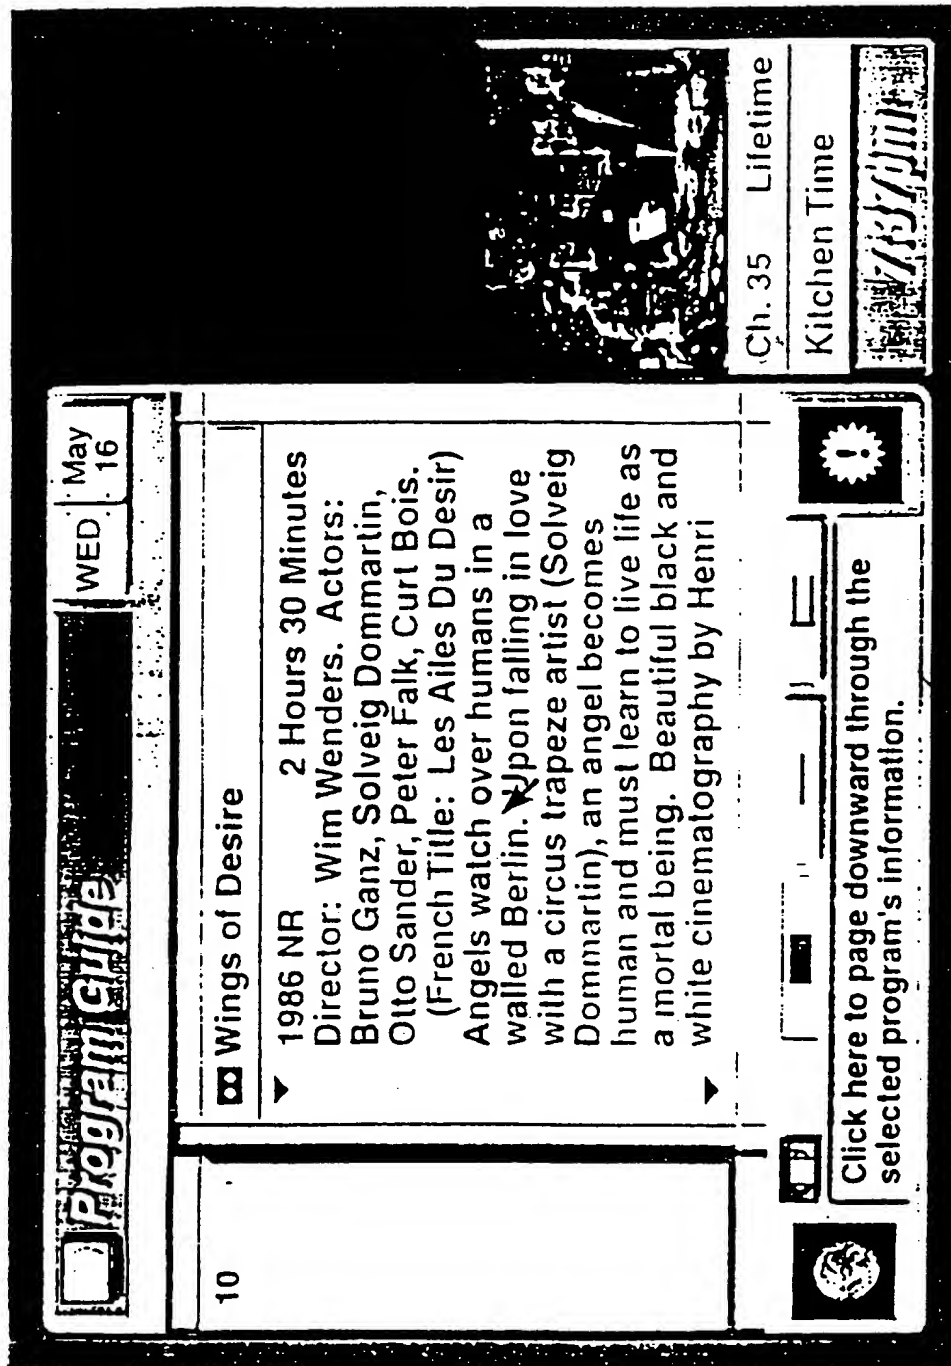 Program Guide
WED
May
16
10
Wings of Desire
1986 NR 2 Hours 30 Minutes
Director: Wim Wenders. Actors:
Bruno Ganz, Solveig Dommartin,
Otto Sander, Peter Falk, Curt Bois.
(French Title: Les Ailes Du Desir)
Angels watch over humans in a
walled Berlin. Upon falling in love
with a circus trapeze artist (Solveig
Dommartin), an angel becomes
human and must learn to live life as
a mortal being. Beautiful black and
white cinematography by Henri
Click here to page downward through the
selected program's information.
!
Ch. 35 Lifetime
Kitchen Time